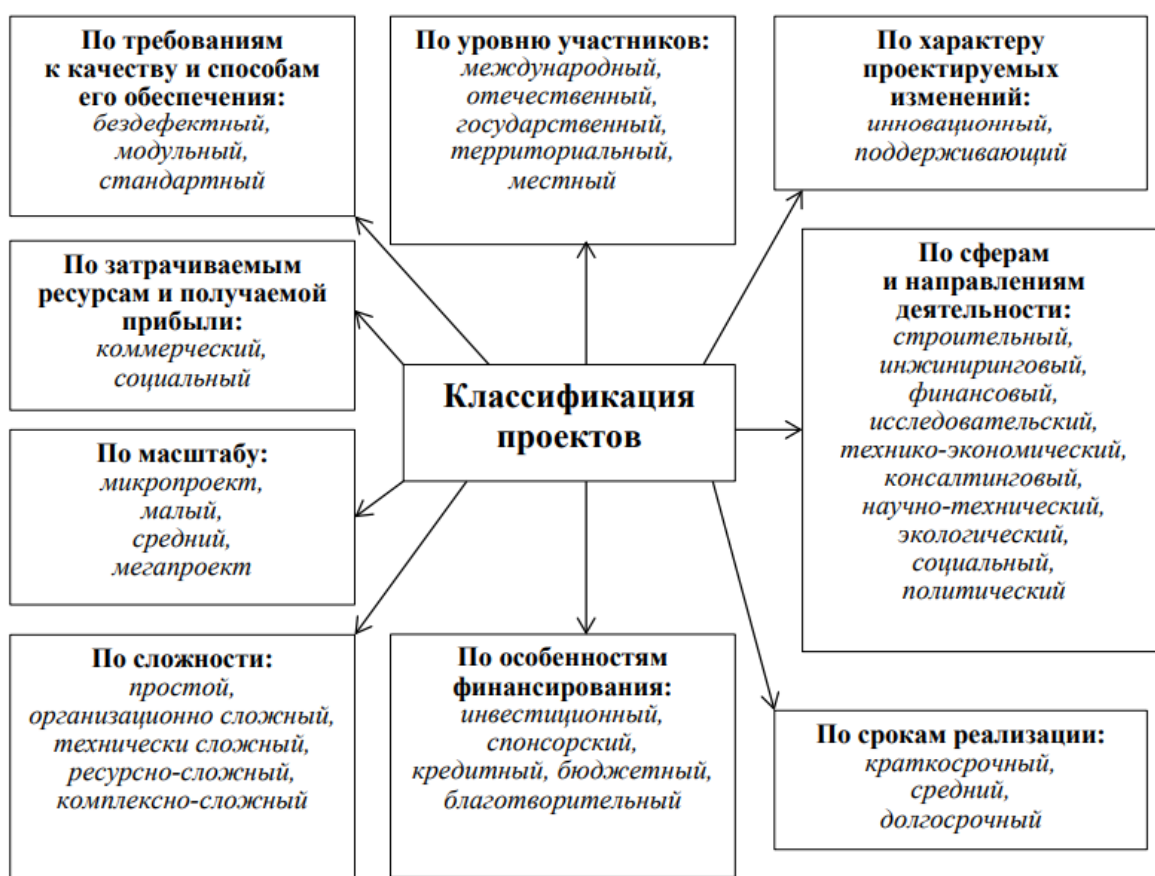 По требованиям
к качеству и способам
его обеспечения:
бездефектный,
модульный,
стандартный
По уровню участников:
международный,
отечественный,
государственный,
территориальный,
местный
По характеру
проектируемых
изменений:
инновационный,
поддерживающий
По затрачиваемым
ресурсам и получаемой
прибыли:
коммерческий,
социальный
Классификация
проектов
По сферам
и направлениям
деятельности:
строительный,
инжиниринговый,
финансовый,
исследовательский,
технико-экономический,
консалтинговый,
научно-технический,
экологический,
социальный,
политический
По масштабу:
микропроект,
малый,
средний,
мегапроект
По сложности:
простой,
организационно сложный,
технически сложный,
ресурсно-сложный,
комплексно-сложный
По особенностям
финансирования:
инвестиционный,
спонсорский,
кредитный, бюджетный,
благотворительный
По срокам реализации:
краткосрочный,
средний,
долгосрочный